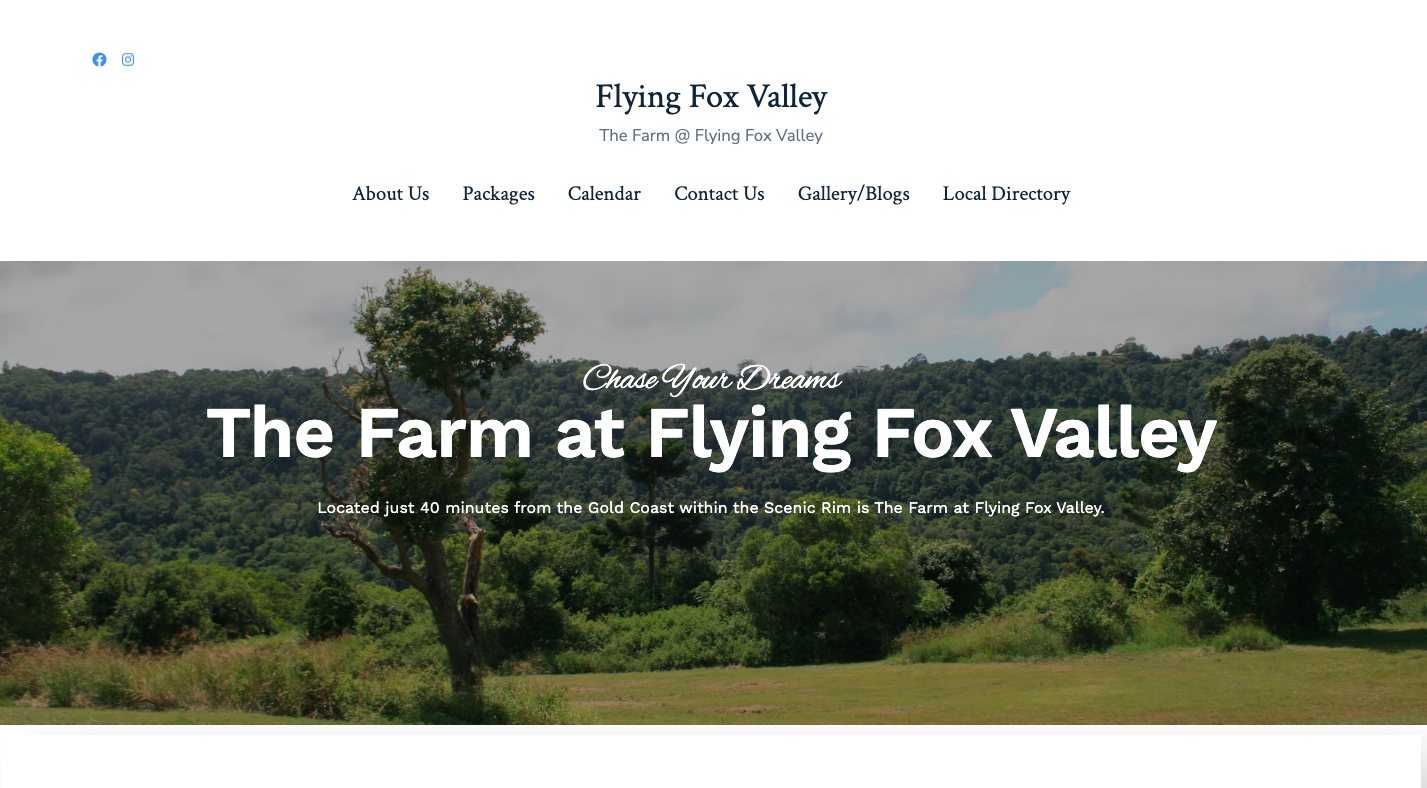 Flying Fox Valley
The Farm @ Flying Fox Valley
About Us Packages Calendar Contact Us Gallery/Blogs Local Directory
Chase Your Dreams
The Farm at Flying Fox Valley
Located just 40 minutes from the Gold Coast within the Scenic Rim is The Farm at Flying Fox Valley.